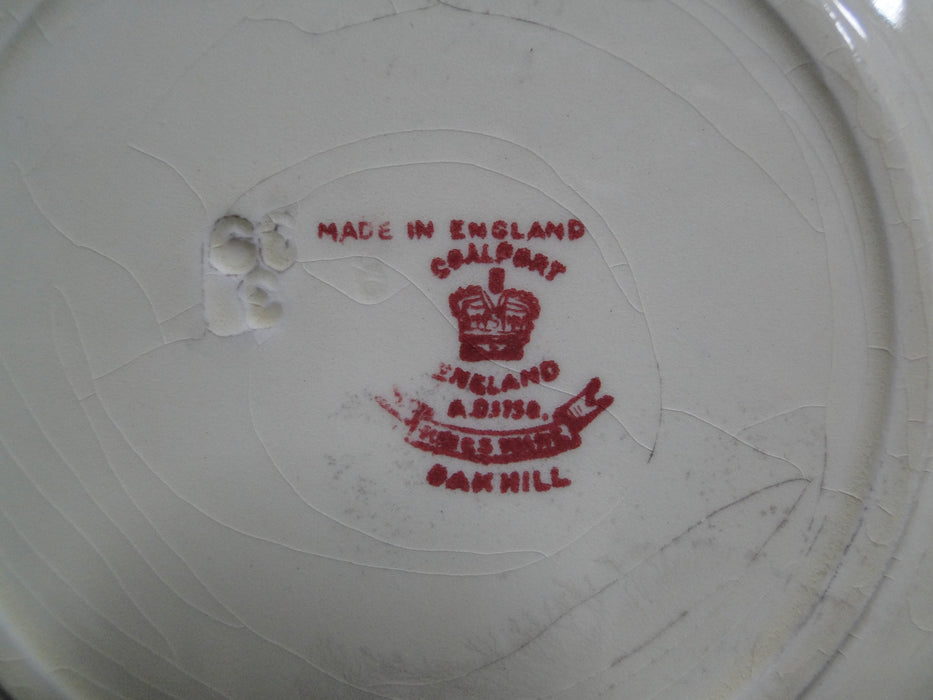 MADE IN ENGLAND
COALPORT
ENGLAND
A.D.1750.
OAK HILL